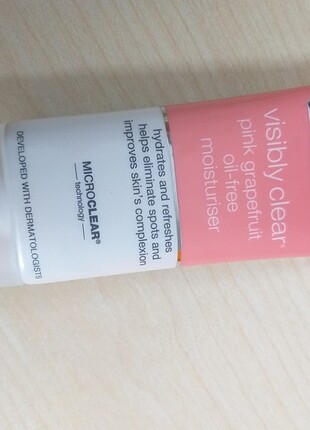 visibly clear®
pink grapefruit
oil-free
moisturiser
hydrates and refreshes
helps eliminate spots and
improves skin's complexion
MICROCLEAR®
technology
DEVELOPED WITH DERMATOLOGISTS